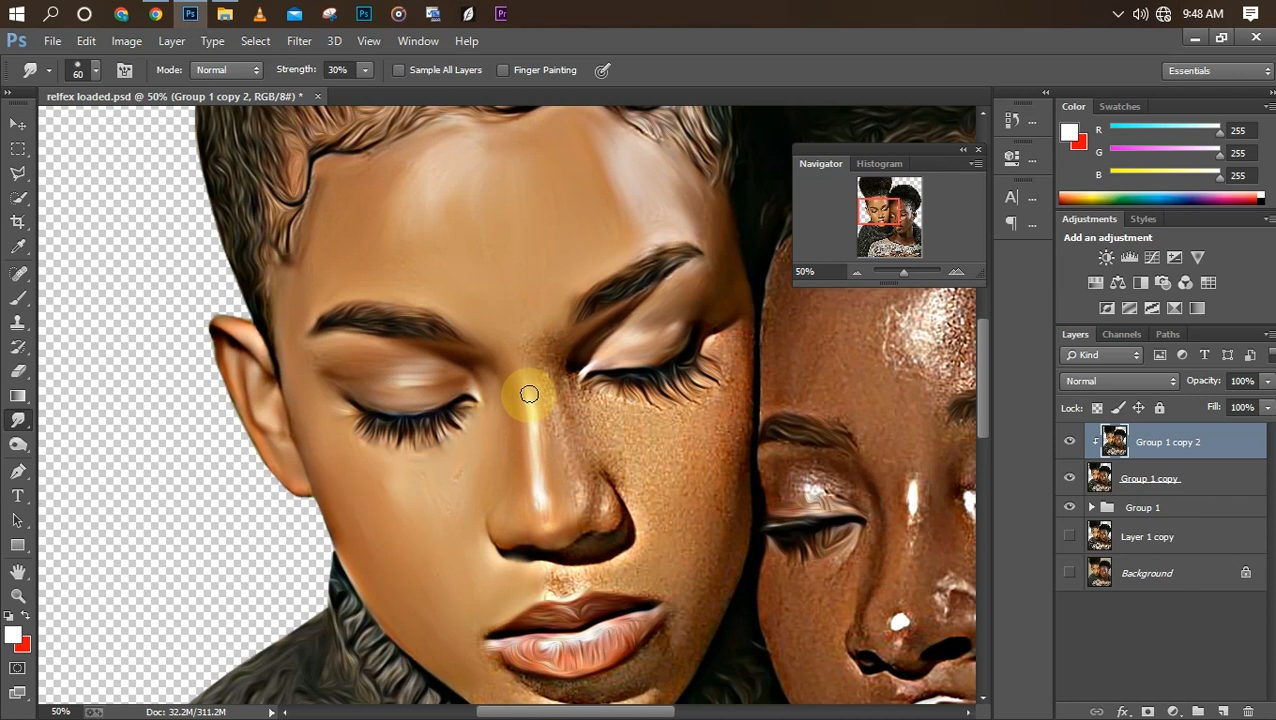 9:48 AM
Ps File Edit Image Layer Type Select Filter 3D View Window Help
60 Mode: Normal Strength: 30% Sample All Layers Finger Painting Essentials
relfex loaded.psd @ 50% (Group 1 copy 2, RGB/8#) * ×
Color Swatches
R 255
G 255
B 255
Navigator Histogram
50%
Adjustments Styles
Add an adjustment
Layers Channels Paths
Kind
Normal Opacity: 100%
Lock: Fill: 100%
Group 1 copy 2
Group 1 copy
Group 1
Layer 1 copy
Background
50% Doc: 32.2M/311.2M